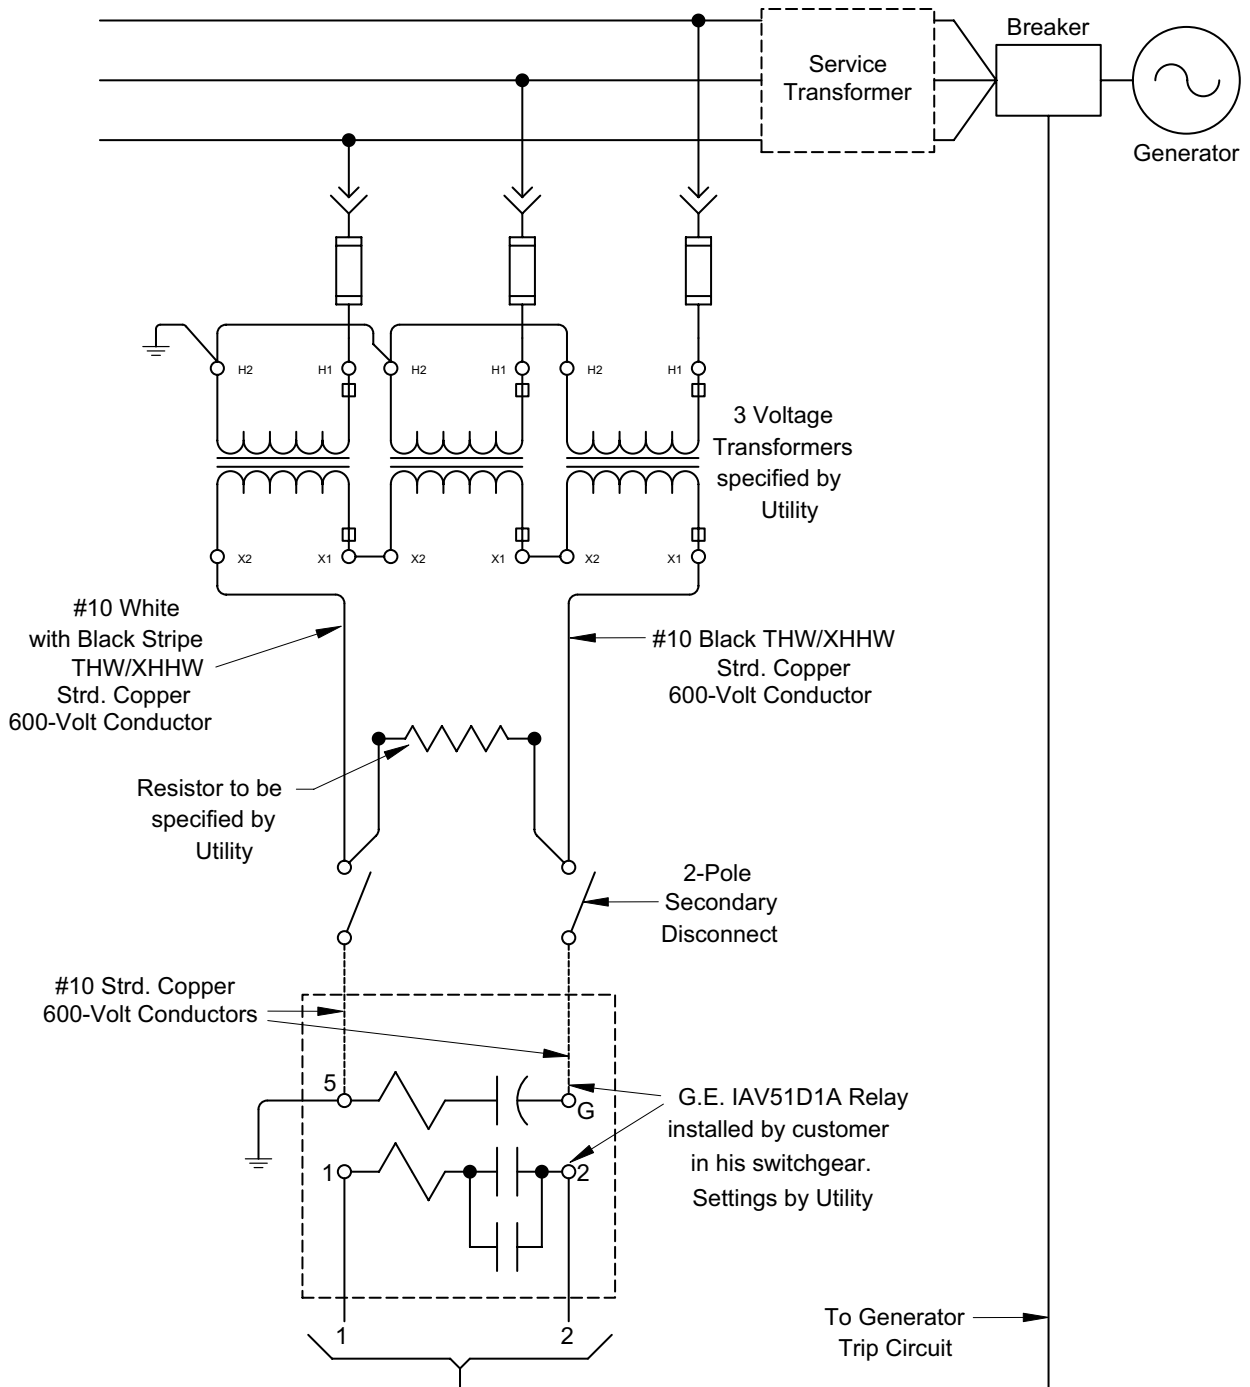 Breaker
Service
Transformer
Generator
H2
H1
H2
H1
H2
H1
3 Voltage
Transformers
specified by
Utility
X2
X1
X2
X1
X2
X1
#10 White
with Black Stripe
THW/XHHW
Strd. Copper
600-Volt Conductor
#10 Black THW/XHHW
Strd. Copper
600-Volt Conductor
Resistor to be
specified by
Utility
2-Pole
Secondary
Disconnect
#10 Strd. Copper
600-Volt Conductors
5
G
G.E. IAV51D1A Relay
installed by customer
in his switchgear.
Settings by Utility
1
2
To Generator
Trip Circuit
1
2